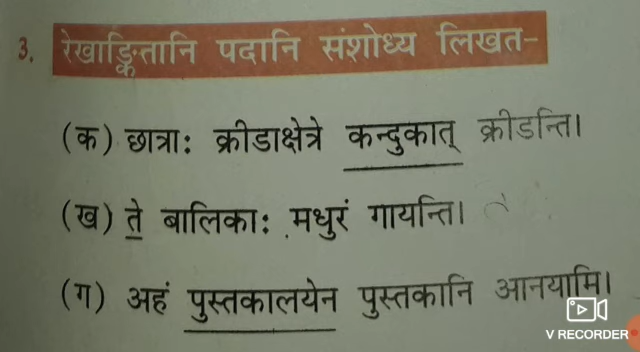 3. रेखाङ्कितानि पदानि संशोध्य लिखत-
(क) छात्राः क्रीडाक्षेत्रे कन्दुकात् क्रीडन्ति।
(ख) ते बालिकाः मधुरं गायन्ति।
(ग) अहं पुस्तकालयेन पुस्तकानि आनयामि।
V RECORDER